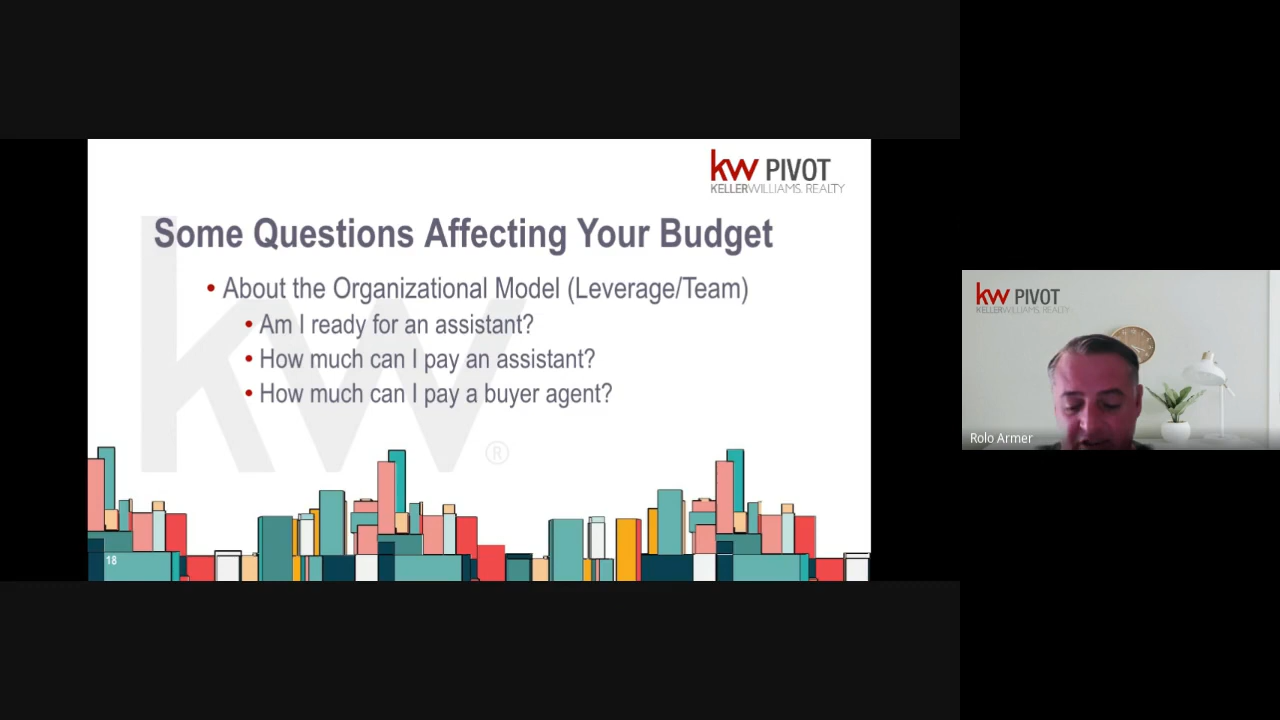 kw PIVOT
KELLERWILLIAMS. REALTY
Some Questions Affecting Your Budget
• About the Organizational Model (Leverage/Team)
• Am I ready for an assistant?
• How much can I pay an assistant?
• How much can I pay a buyer agent?
kw
®
18
kw PIVOT
KELLERWILLIAMS. REALTY
Rolo Armer